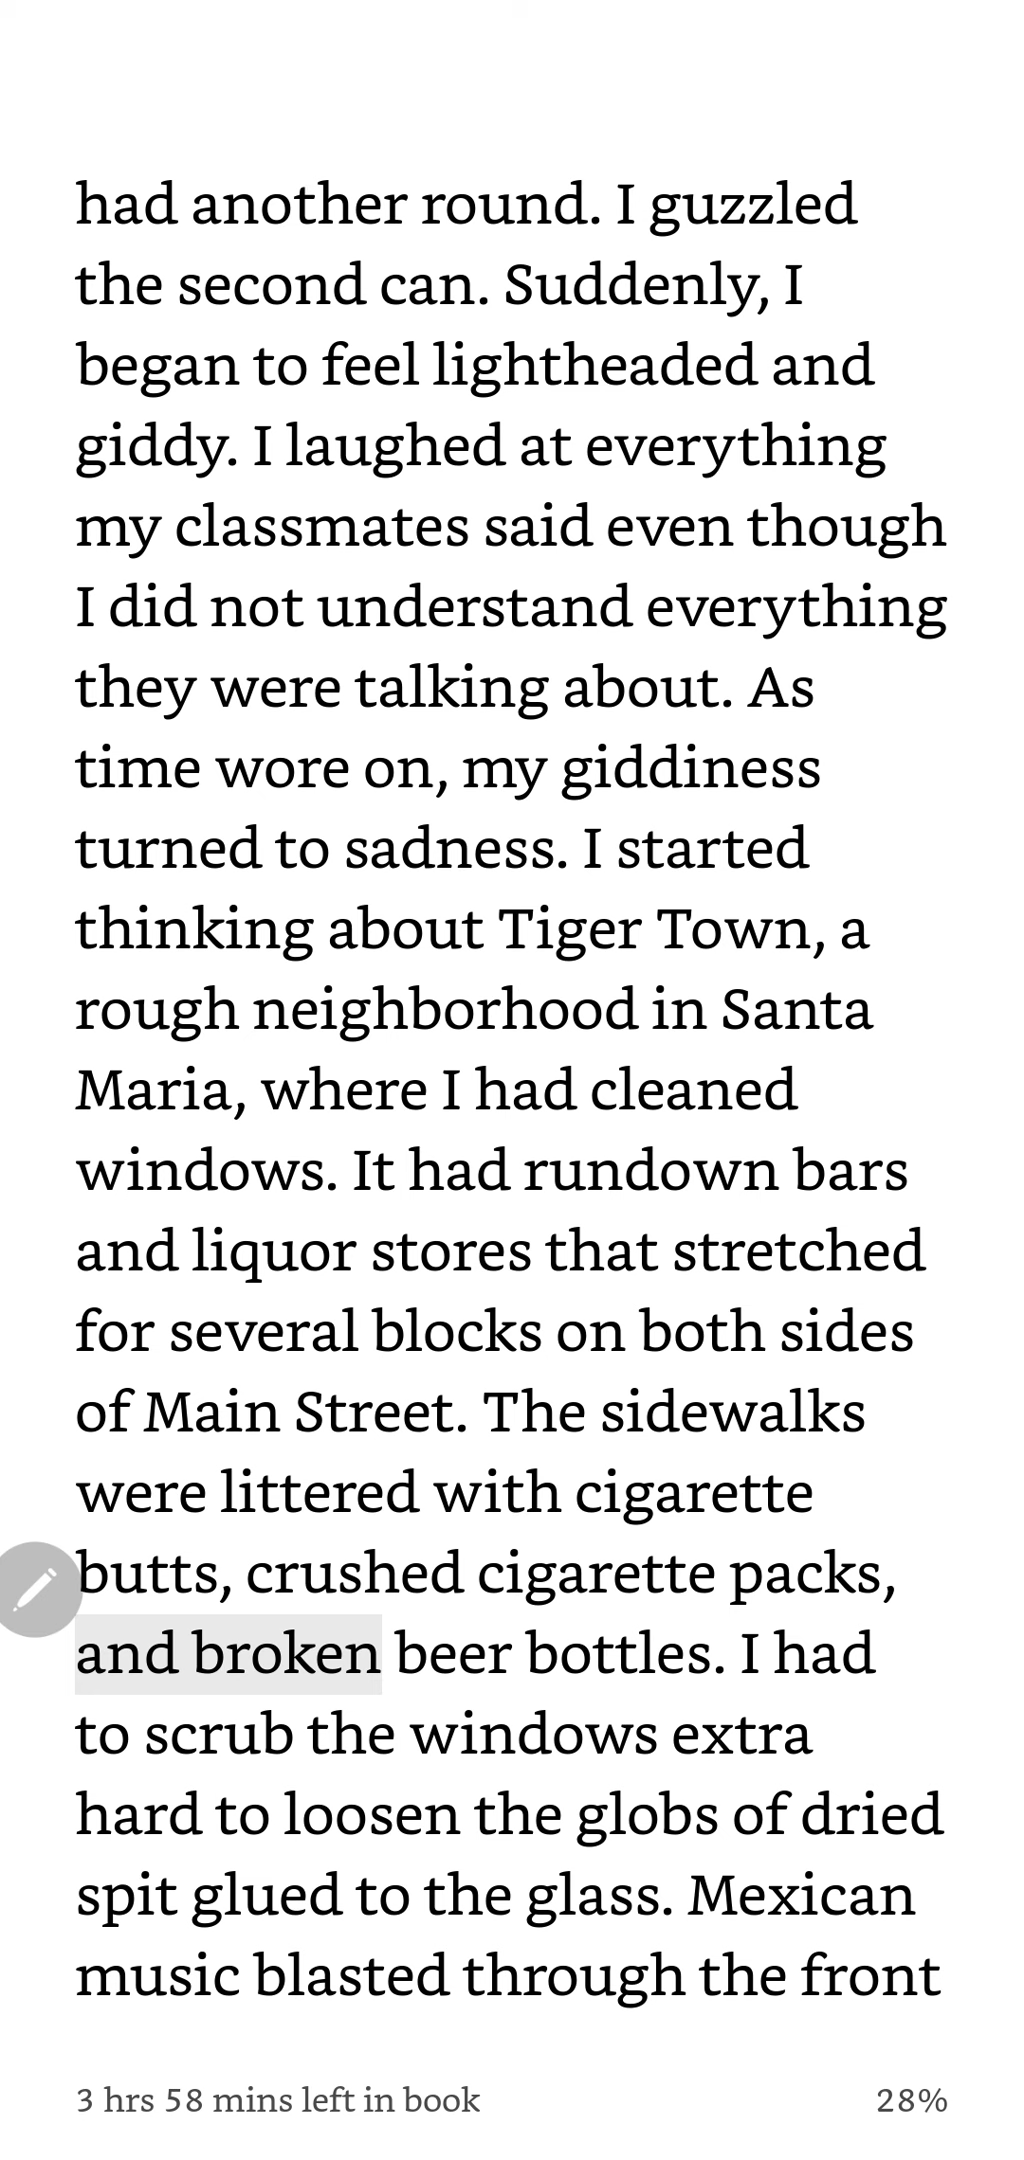 had another round. I guzzled
the second can. Suddenly, I
began to feel lightheaded and
giddy. I laughed at everything
my classmates said even though
I did not understand everything
they were talking about. As
time wore on, my giddiness
turned to sadness. I started
thinking about Tiger Town, a
rough neighborhood in Santa
Maria, where I had cleaned
windows. It had rundown bars
and liquor stores that stretched
for several blocks on both sides
of Main Street. The sidewalks
were littered with cigarette
butts, crushed cigarette packs,
and broken beer bottles. I had
to scrub the windows extra
hard to loosen the globs of dried
spit glued to the glass. Mexican
music blasted through the front
3 hrs 58 mins left in book 28%